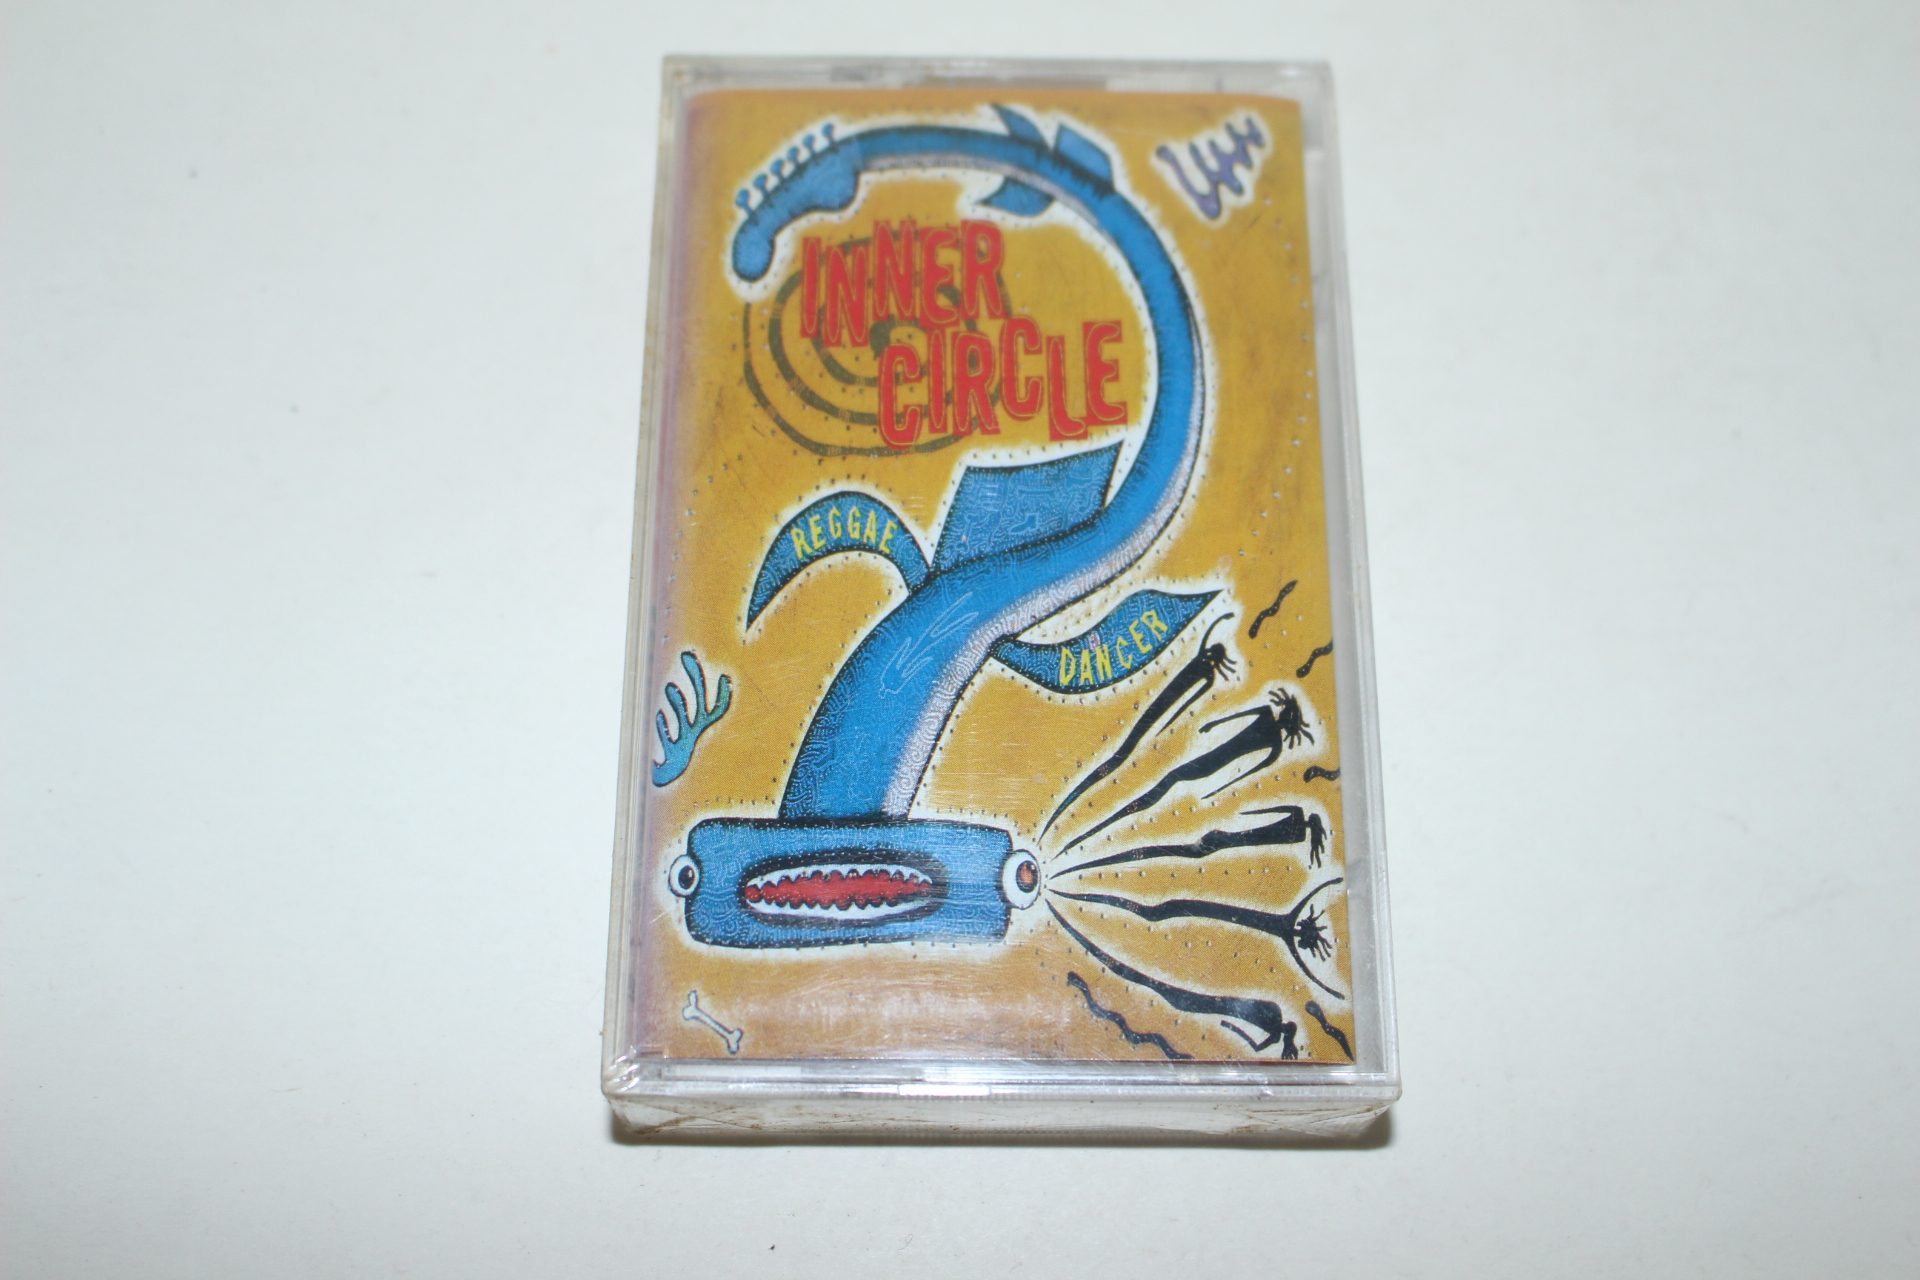 INNER
CIRCLE
REGGAE
DANCER